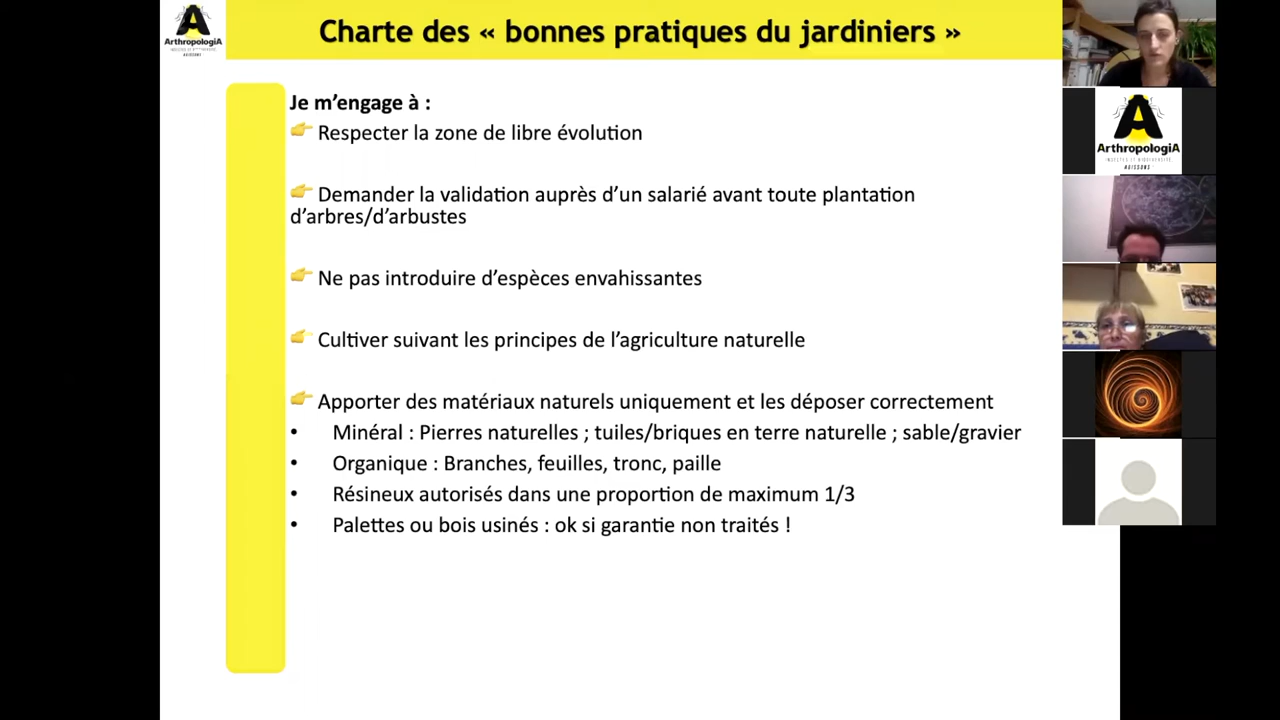 ArthropologiA
Charte des « bonnes pratiques du jardiniers »
Je m’engage à :
👉 Respecter la zone de libre évolution
👉 Demander la validation auprès d’un salarié avant toute plantation
d’arbres/d’arbustes
👉 Ne pas introduire d’espèces envahissantes
👉 Cultiver suivant les principes de l’agriculture naturelle
👉 Apporter des matériaux naturels uniquement et les déposer correctement
• Minéral : Pierres naturelles ; tuiles/briques en terre naturelle ; sable/gravier
• Organique : Branches, feuilles, tronc, paille
• Résineux autorisés dans une proportion de maximum 1/3
• Palettes ou bois usinés : ok si garantie non traités !
ArthropologiA
INSECTES ET BIODIVERSITÉ
AGISSONS